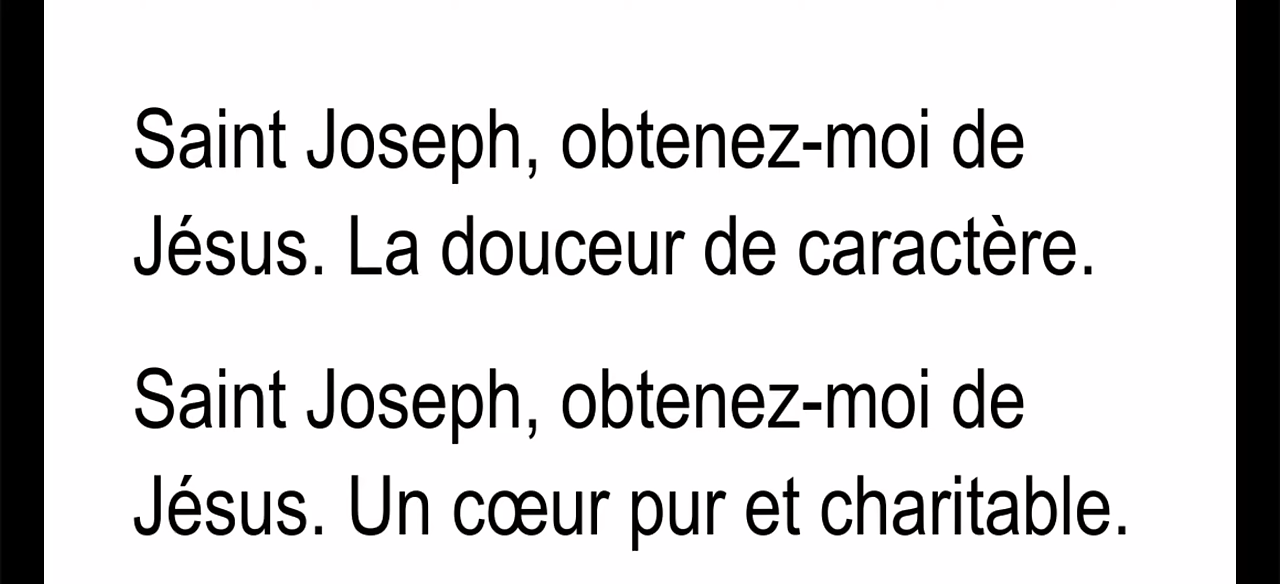 Saint Joseph, obtenez-moi de
Jésus. La douceur de caractère.
Saint Joseph, obtenez-moi de
Jésus. Un cœur pur et charitable.